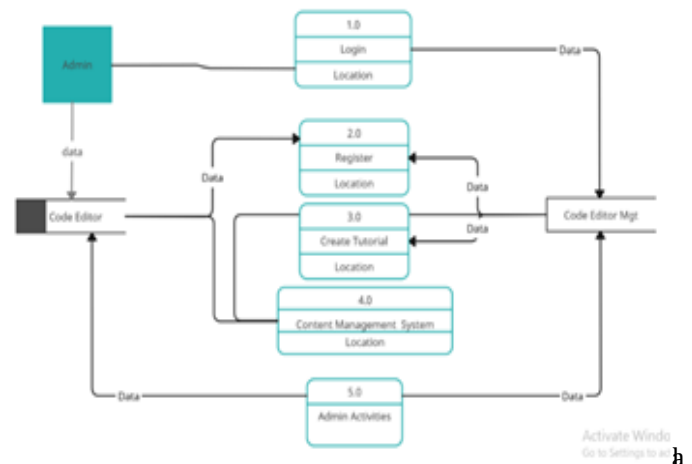 1.0
Login
Location
Data
Admin
data
2.0
Register
Location
Data
Data
Code Editor
Code Editor Mgt
3.0
Create Tutorial
Location
Data
4.0
Content Management System
Location
5.0
Admin Activities
Data
Data
Activate Windo
Go to Settings to act